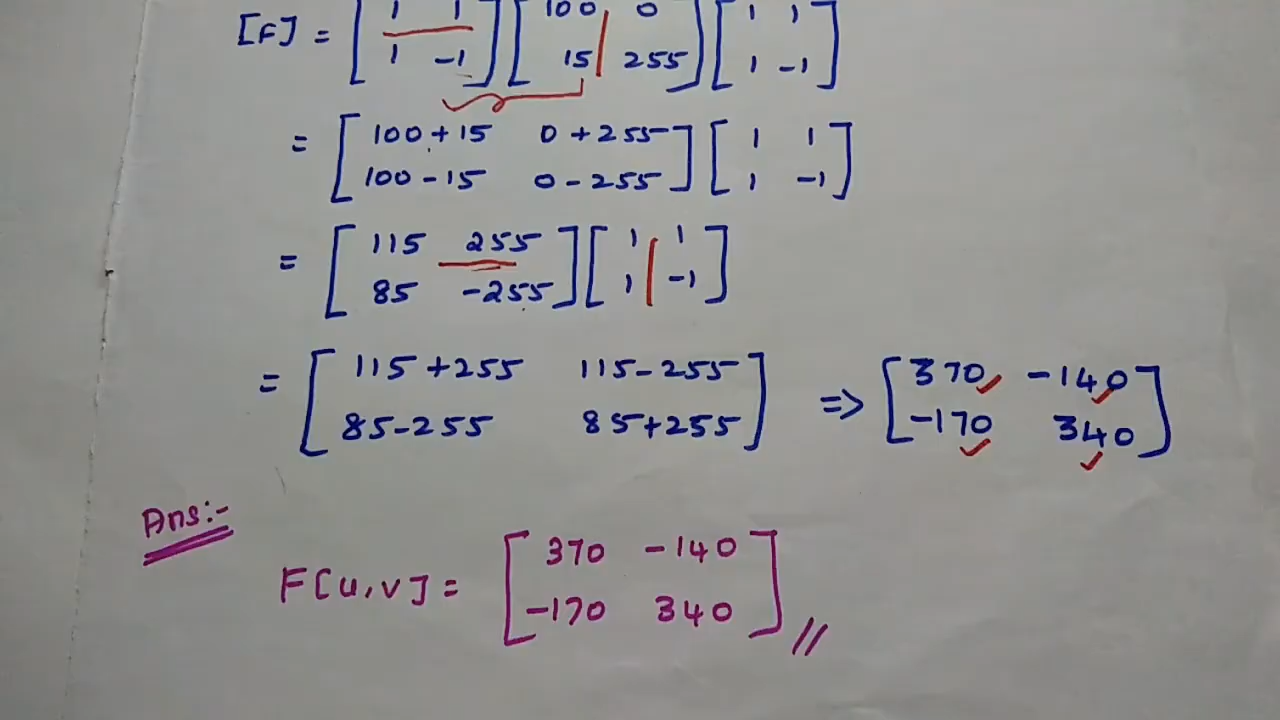 [F] = [ 1 1 ] [ 100 0 ] [ 1 1 ]
1 -1 15 255 1 -1
= [ 100+15 0+255 ] [ 1 1 ]
100-15 0-255 1 -1
= [ 115 255 ] [ 1 1 ]
85 -255 1 -1
= [ 115+255 115-255 ] => [ 370 -140 ]
85-255 85+255 -170 340
Ans:-
F[u,v] = [ 370 -140 ]
-170 340 //